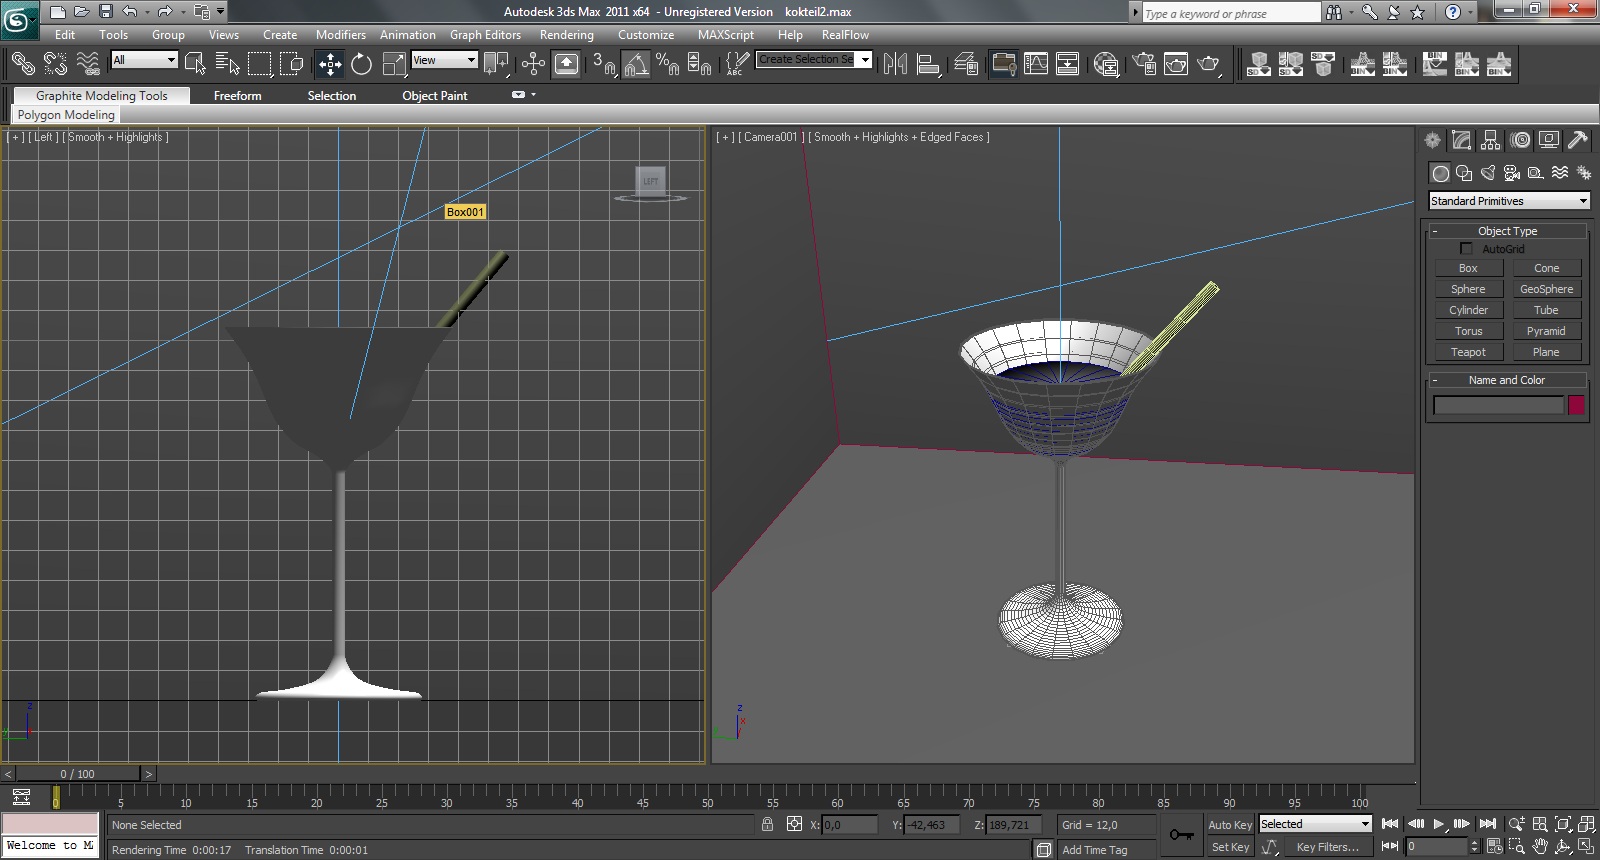 Autodesk 3ds Max 2011 x64 - Unregistered Version kokteil2.max
Type a keyword or phrase
Edit Tools Group Views Create Modifiers Animation Graph Editors Rendering Customize MAXScript Help RealFlow
All View 3 Create Selection Se
Graphite Modeling Tools Freeform Selection Object Paint
Polygon Modeling
[ + ] [ Left ] [ Smooth + Highlights ]
[ + ] [ Camera001 ] [ Smooth + Highlights + Edged Faces ]
LEFT
Box001
Standard Primitives
- Object Type
AutoGrid
Box Cone
Sphere GeoSphere
Cylinder Tube
Torus Pyramid
Teapot Plane
- Name and Color
z
y
z
x
< 0 / 100 >
0 5 10 15 20 25 30 35 40 45 50 55 60 65 70 75 80 85 90 95 100
None Selected X: 0,0 Y: -42,463 Z: 189,721 Grid = 12,0 Auto Key Selected
Welcome to MA Rendering Time 0:00:17 Translation Time 0:00:01 Add Time Tag Set Key Key Filters... 0